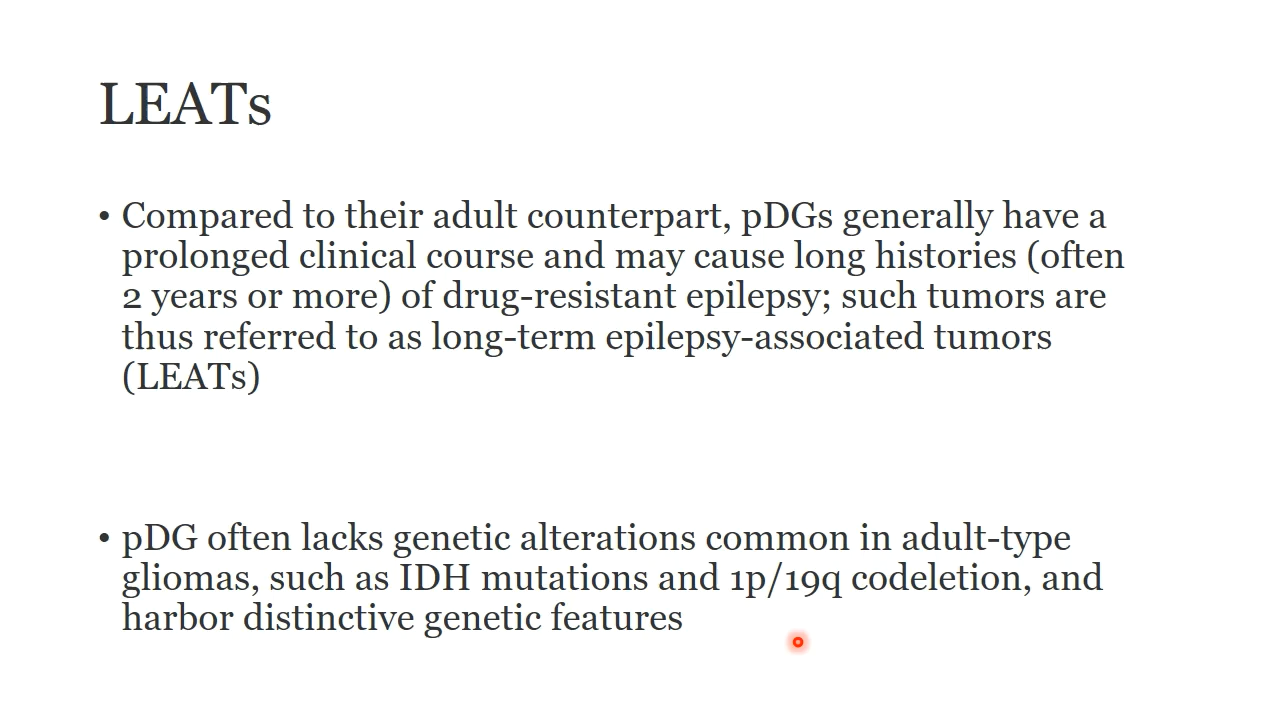 LEATs
• Compared to their adult counterpart, pDGs generally have a
prolonged clinical course and may cause long histories (often
2 years or more) of drug-resistant epilepsy; such tumors are
thus referred to as long-term epilepsy-associated tumors
(LEATs)
• pDG often lacks genetic alterations common in adult-type
gliomas, such as IDH mutations and 1p/19q codeletion, and
harbor distinctive genetic features